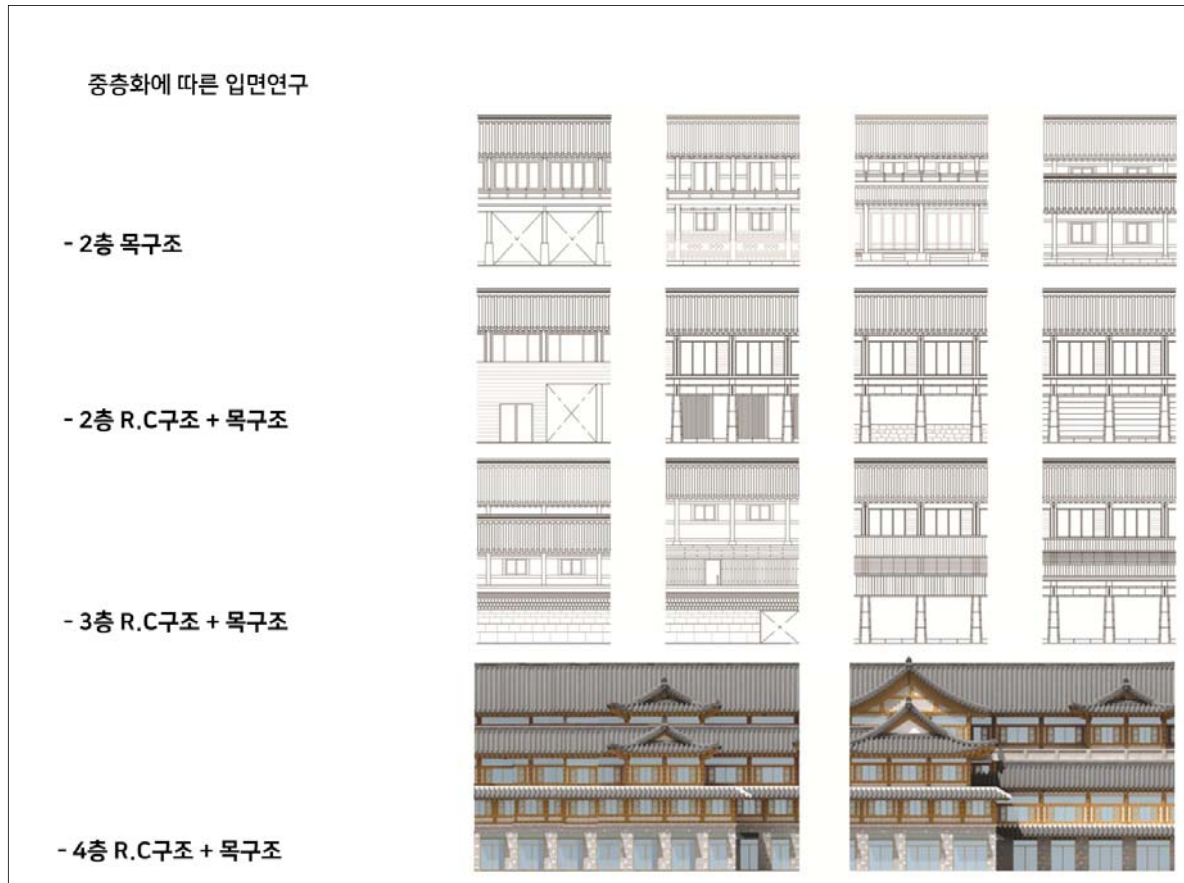 중층화에 따른 입면연구
- 2층 목구조
- 2층 R.C구조 + 목구조
- 3층 R.C구조 + 목구조
- 4층 R.C구조 + 목구조